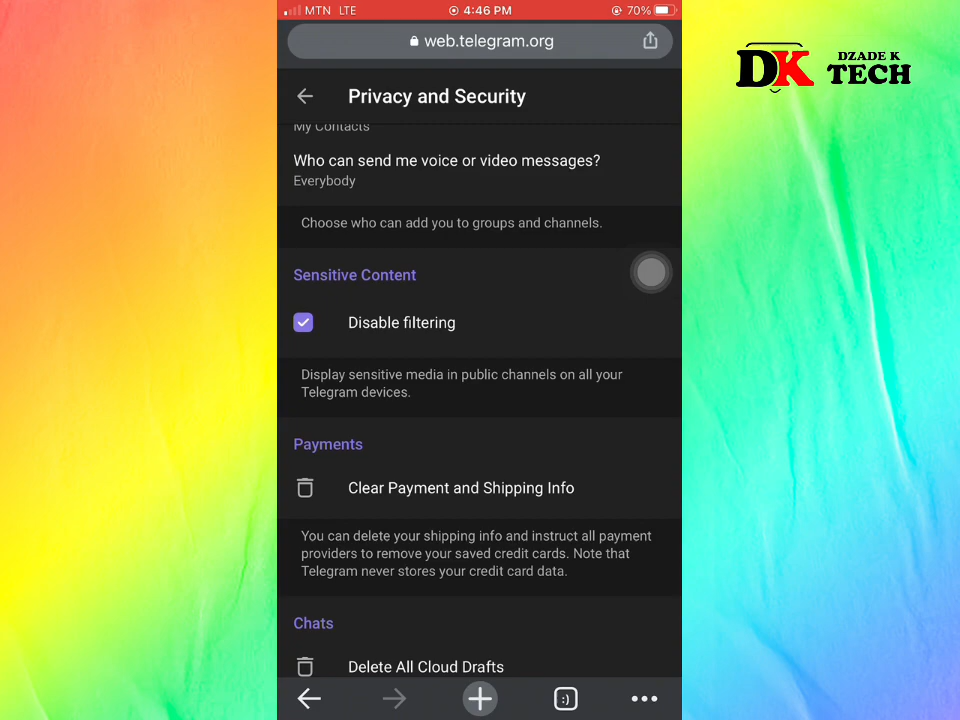 MTN LTE 4:46 PM 70%
web.telegram.org
DK DZADE K
TECH
Privacy and Security
My Contacts
Who can send me voice or video messages?
Everybody
Choose who can add you to groups and channels.
Sensitive Content
Disable filtering
Display sensitive media in public channels on all your
Telegram devices.
Payments
Clear Payment and Shipping Info
You can delete your shipping info and instruct all payment
providers to remove your saved credit cards. Note that
Telegram never stores your credit card data.
Chats
Delete All Cloud Drafts
:)